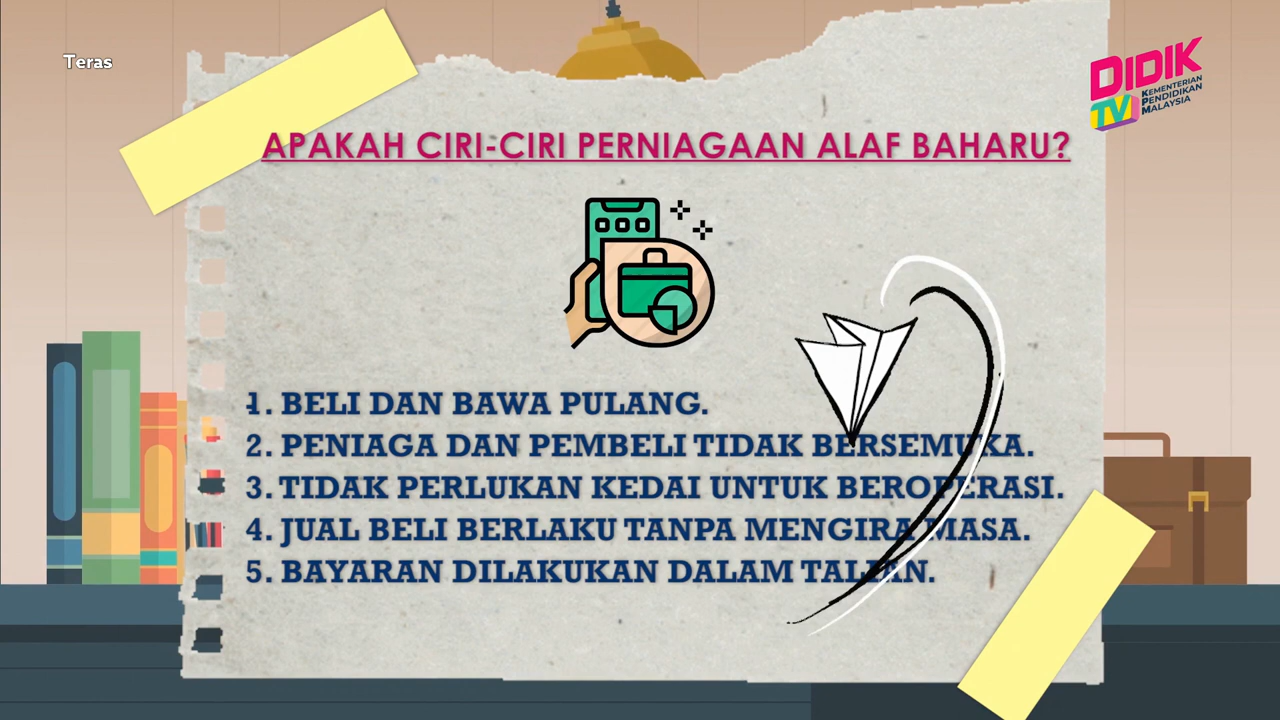 Teras
DIDIK
TV
KEMENTERIAN
PENDIDIKAN
MALAYSIA
APAKAH CIRI-CIRI PERNIAGAAN ALAF BAHARU?
1. BELI DAN BAWA PULANG.
2. PENIAGA DAN PEMBELI TIDAK BERSEMUKA.
3. TIDAK PERLUKAN KEDAI UNTUK BEROPERASI.
4. JUAL BELI BERLAKU TANPA MENGIRA MASA.
5. BAYARAN DILAKUKAN DALAM TALIAN.